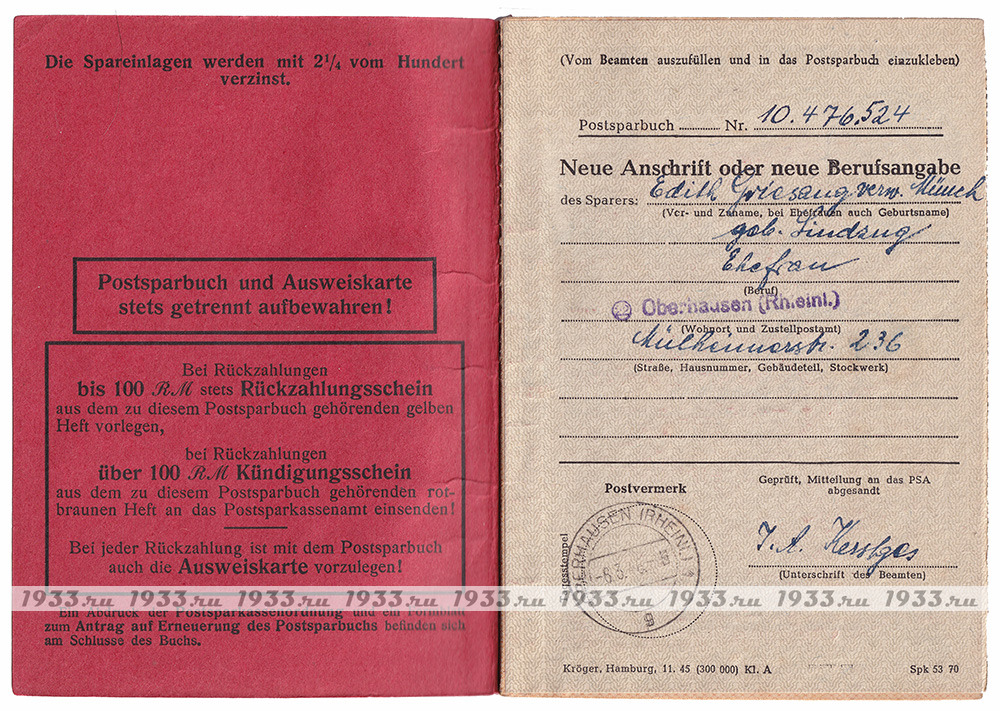 Die Spareinlagen werden mit 2¼ vom Hundert
verzinst.
Postsparbuch und Ausweiskarte
stets getrennt aufbewahren!
Bei Rückzahlungen
bis 100 RM stets Rückzahlungsschein
aus dem zu diesem Postsparbuch gehörenden gelben
Heft vorlegen,
bei Rückzahlungen
über 100 RM Kündigungsschein
aus dem zu diesem Postsparbuch gehörenden rot-
braunen Heft an das Postsparkassenamt einsenden!
Bei jeder Rückzahlung ist mit dem Postsparbuch
auch die Ausweiskarte vorzulegen!
1933.ru 1933.ru 1933.ru 1933.ru 1933.ru 1933.ru 1933.ru 1933.ru
Ein Abdruck der Postsparkassenordnung und ein
zum Antrag auf Erneuerung des Postsparbuchs befinden sich
am Schlusse des Buchs.
(Vom Beamten auszufüllen und in das Postsparbuch einzukleben)
Postsparbuch Nr. 10.476.524
Neue Anschrift oder neue Berufsangabe
des Sparers: Edith Griesang verw. Münch
(Vor- und Zuname, bei Ehefrauen auch Geburtsname)
geb. Lindzug
Ehefrau
(Beruf)
Oberhausen (Rheinl.)
(Wohnort und Zustellpostamt)
Mülheimerstr. 236
(Straße, Hausnummer, Gebäudeteil, Stockwerk)
Postvermerk
Geprüft, Mitteilung an das PSA
abgesandt
OBERHAUSEN (RHEINL)
g
J. A.
(Unterschrift des Beamten)
Kröger, Hamburg, 11. 45 (300 000) Kl. A
Spk 53 70